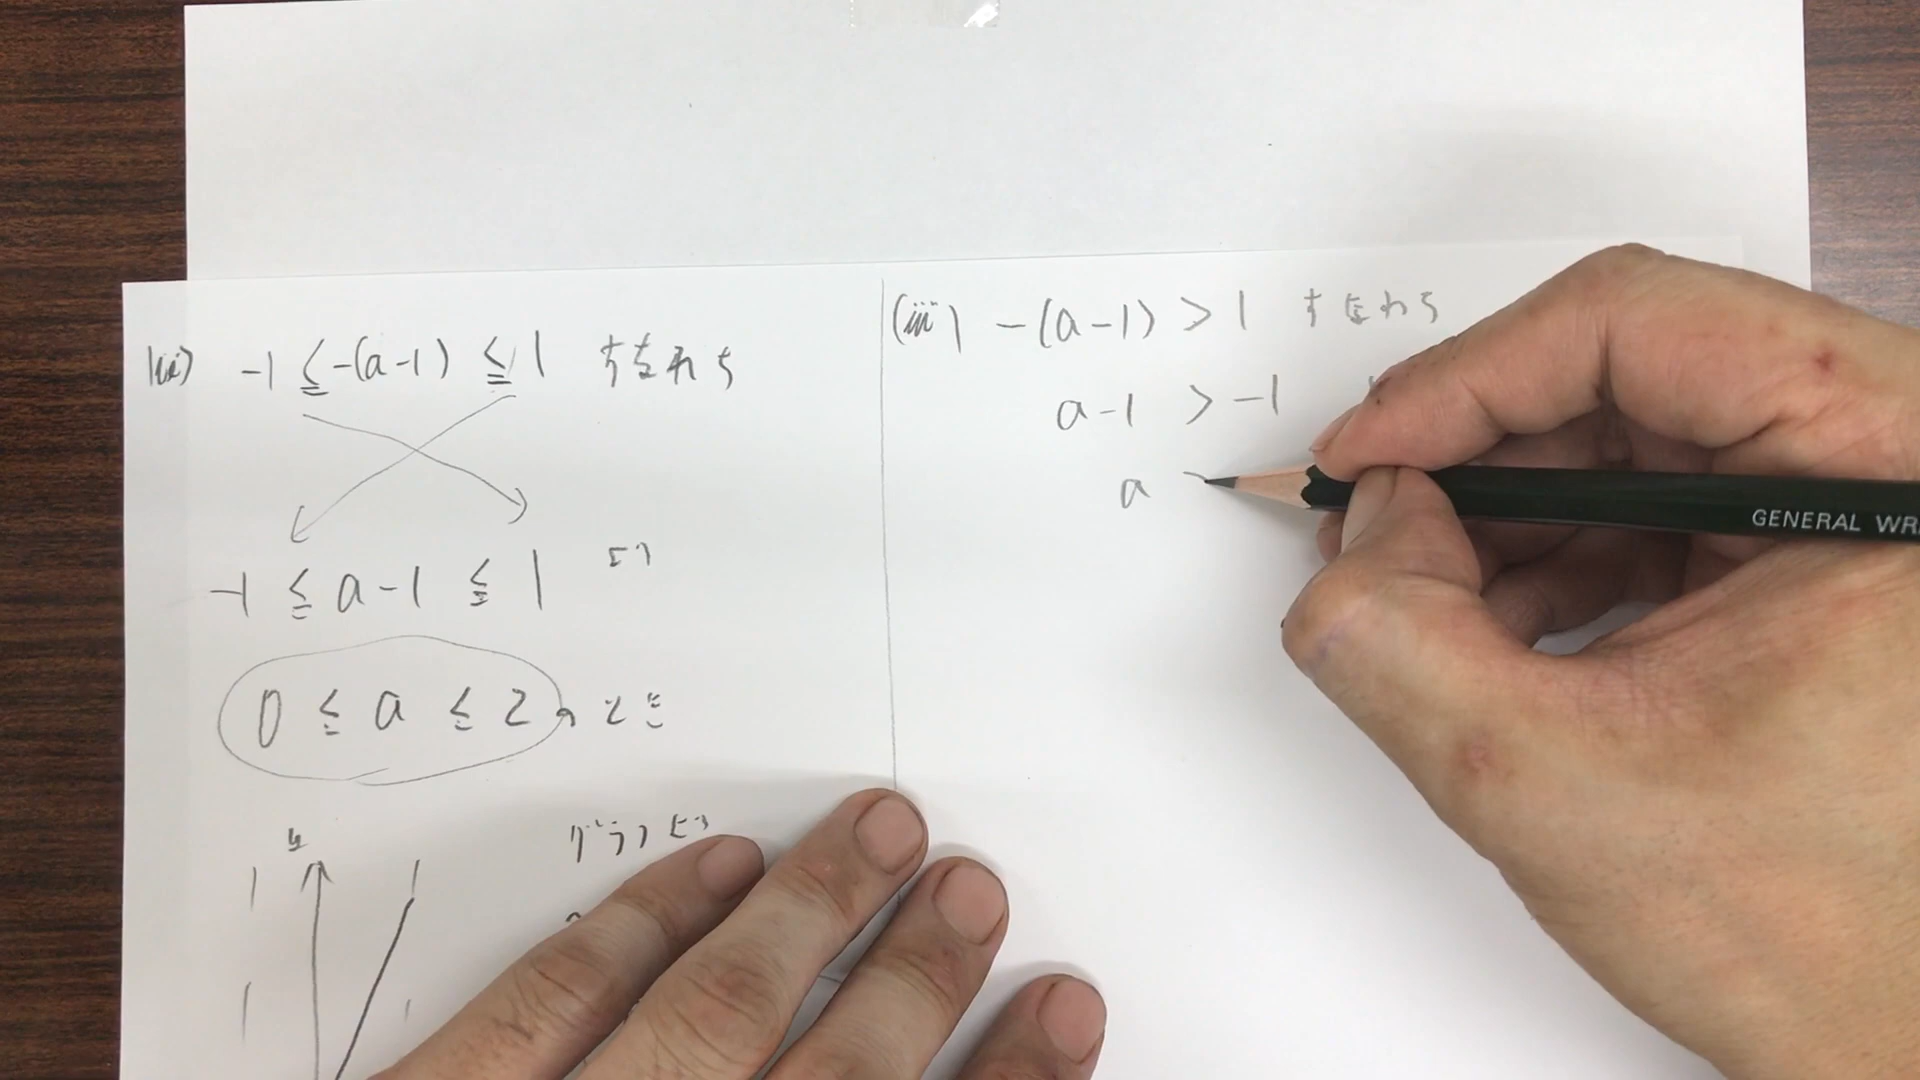 (ii) -1 ≦ -(a-1) ≦ 1 すなわち
-1 ≦ a-1 ≦ 1 より
0 ≦ a ≦ 2 のとき
y
グラフより
(iii) -(a-1) > 1 すなわち
a-1 > -1
a
GENERAL WR